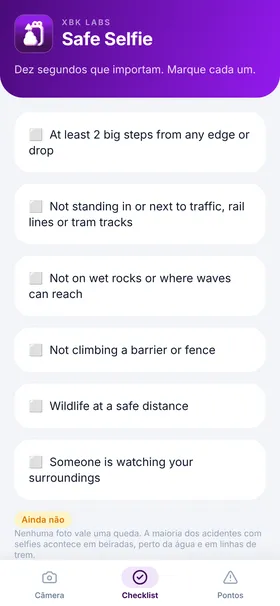 XBK LABS
Safe Selfie
Dez segundos que importam. Marque cada um.
At least 2 big steps from any edge or
drop
Not standing in or next to traffic, rail
lines or tram tracks
Not on wet rocks or where waves
can reach
Not climbing a barrier or fence
Wildlife at a safe distance
Someone is watching your
surroundings
Ainda não
Nenhuma foto vale uma queda. A maioria dos acidentes com
selfies acontece em beiradas, perto da água e em linhas de
trem.
Câmera
Checklist
Pontos